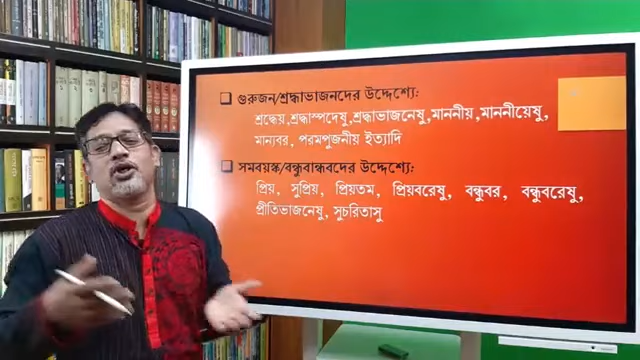 ❑ গুরুজন/শ্রদ্ধাভাজনদের উদ্দেশ্যে:
শ্রদ্ধেয়,শ্রদ্ধাস্পদেষু,শ্রদ্ধাভাজনেষু,মাননীয়,মাননীয়েষু,
মান্যবর, পরমপুজনীয় ইত্যাদি
❑ সমবয়স্ক/বন্ধুবান্ধবদের উদ্দেশ্যে:
প্রিয়, সুপ্রিয়, প্রিয়তম, প্রিয়বরেষু, বন্ধুবর, বন্ধুবরেষু,
প্রীতিভাজনেষু, সুচরিতাসু